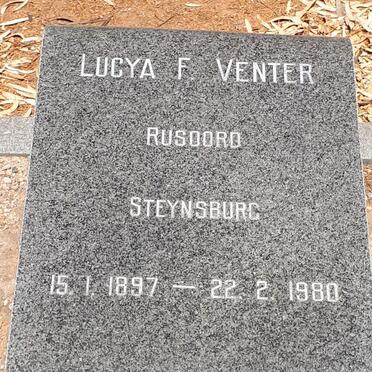 LUCYA F. VENTER
RUSOORD
STEYNSBURG
15. 1. 1897 — 22. 2. 1980